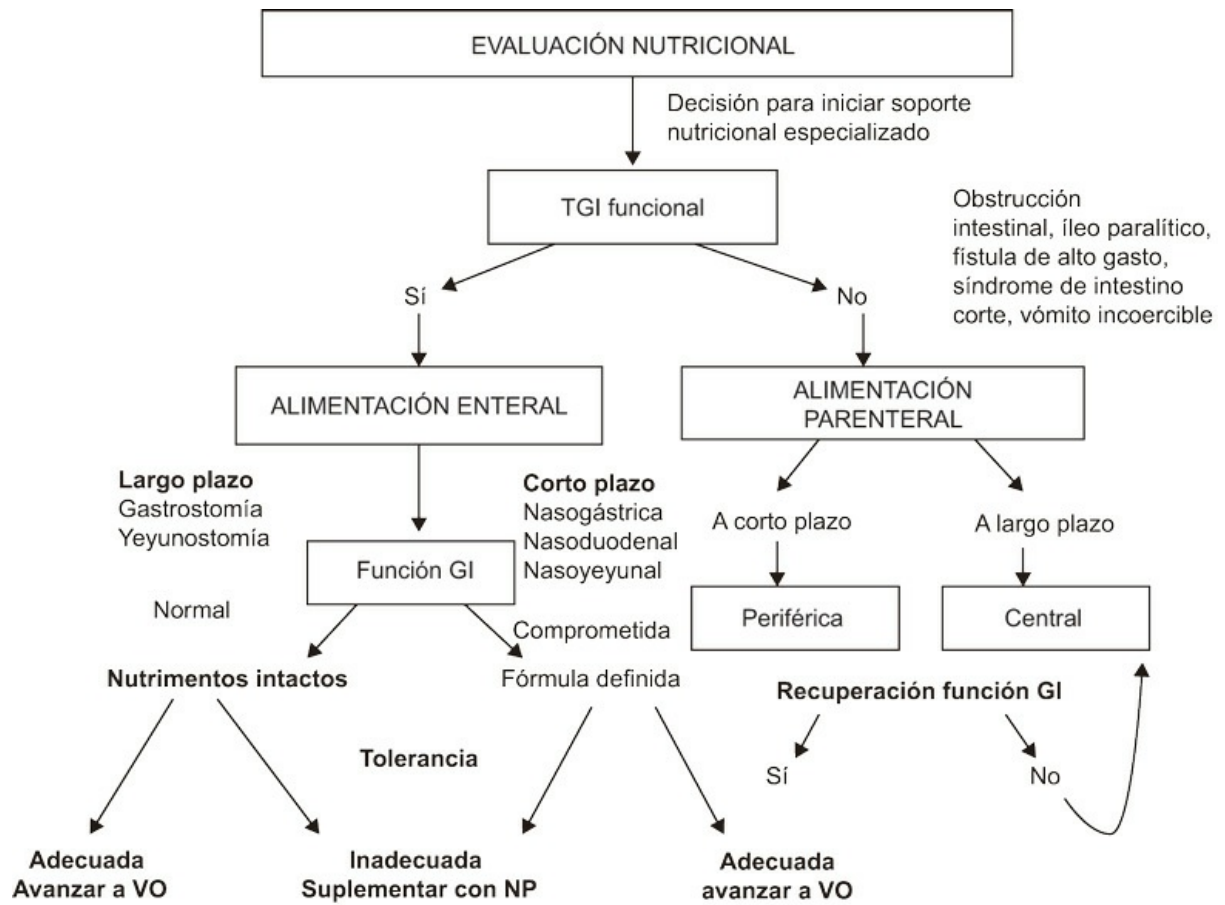 EVALUACIÓN NUTRICIONAL
Decisión para iniciar soporte
nutricional especializado
TGI funcional
Obstrucción
intestinal, íleo paralítico,
fístula de alto gasto,
síndrome de intestino
corte, vómito incoercible
Sí
No
ALIMENTACIÓN ENTERAL
ALIMENTACIÓN
PARENTERAL
Largo plazo
Gastrostomía
Yeyunostomía
Corto plazo
Nasogástrica
Nasoduodenal
Nasoyeyunal
A corto plazo
A largo plazo
Función GI
Periférica
Central
Normal
Comprometida
Nutrimentos intactos
Fórmula definida
Recuperación función GI
Tolerancia
Sí
No
Adecuada
Avanzar a VO
Inadecuada
Suplementar con NP
Adecuada
avanzar a VO